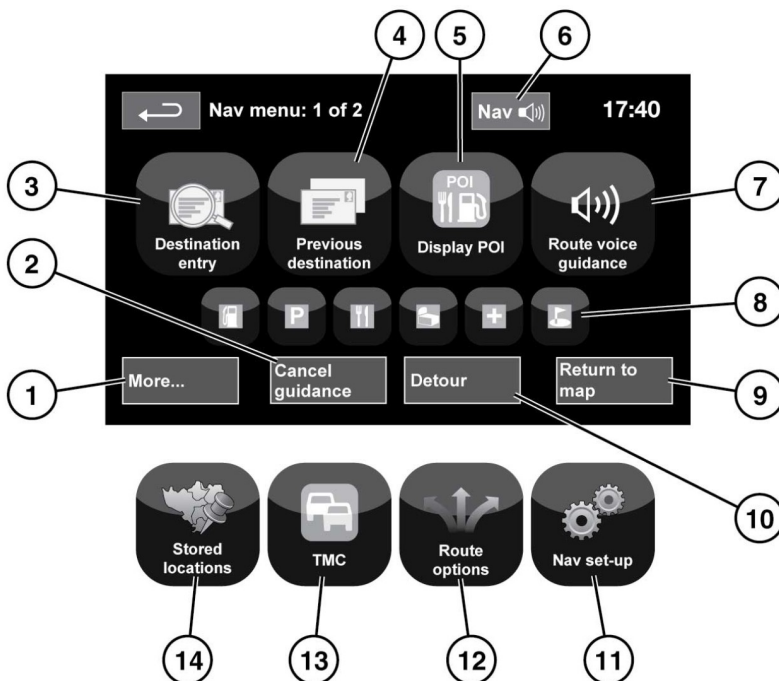 4
5
6
Nav menu: 1 of 2
Nav
17:40
3
Destination
entry
Previous
destination
POI
Display POI
Route voice
guidance
7
2
P
8
1
More...
Cancel
guidance
Detour
Return to
map
9
10
Stored
locations
TMC
Route
options
Nav set-up
14
13
12
11